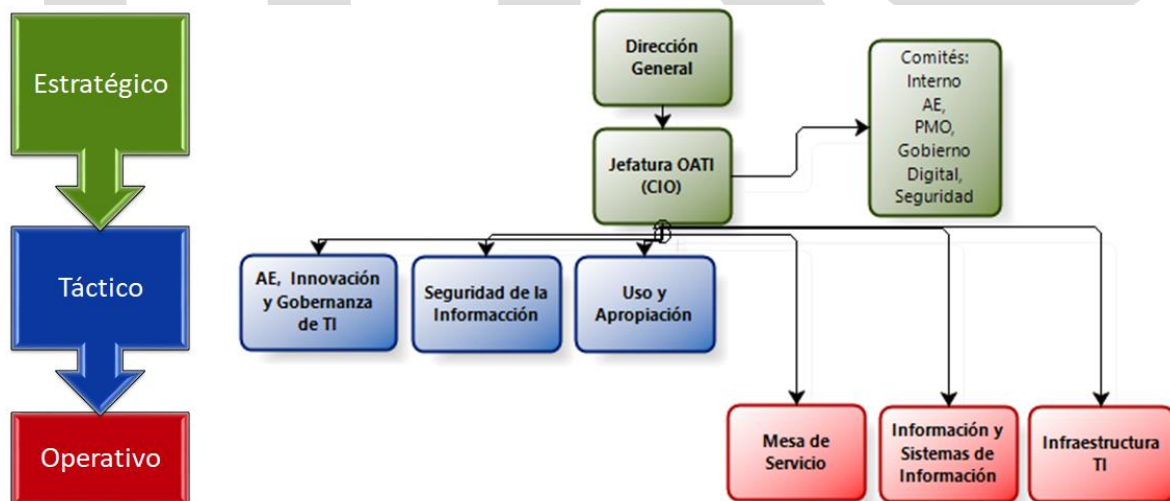 Estratégico
Dirección
General
Comités:
Interno
AE,
PMO,
Gobierno
Digital,
Seguridad
Jefatura OATI
(CIO)
Táctico
AE, Innovación
y Gobernanza
de TI
Seguridad de la
Informacción
Uso y
Apropiación
Operativo
Mesa de
Servicio
Información y
Sistemas de
Información
Infraestructura
TI